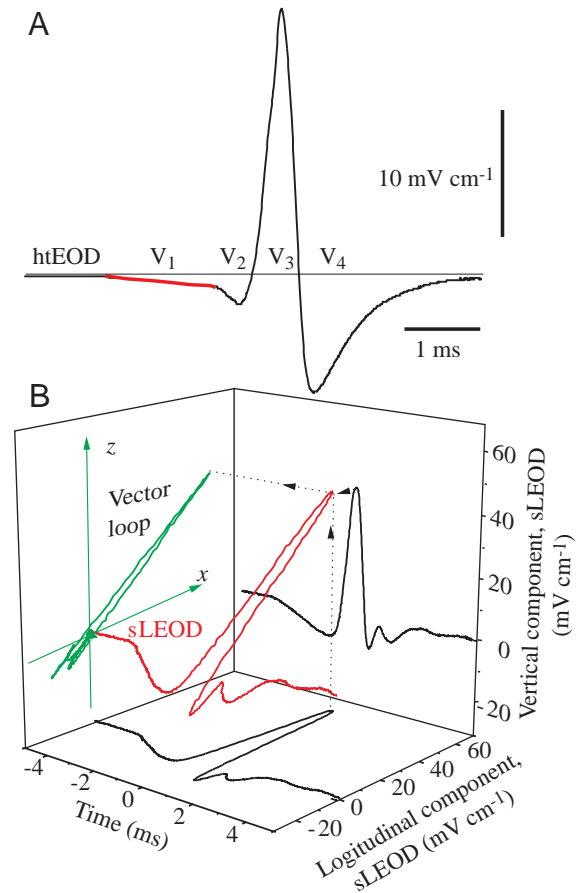 A
10 mV cm-1
htEOD V1 V2 V3 V4
1 ms
B
z
Vector
loop
x
sLEOD
60
40
20
0
-20
Vertical component, sLEOD
(mV cm-1)
-4 -2 0 2 4
Time (ms)
-20 0 20 40 60
Logitudinal component,
sLEOD (mV cm-1)